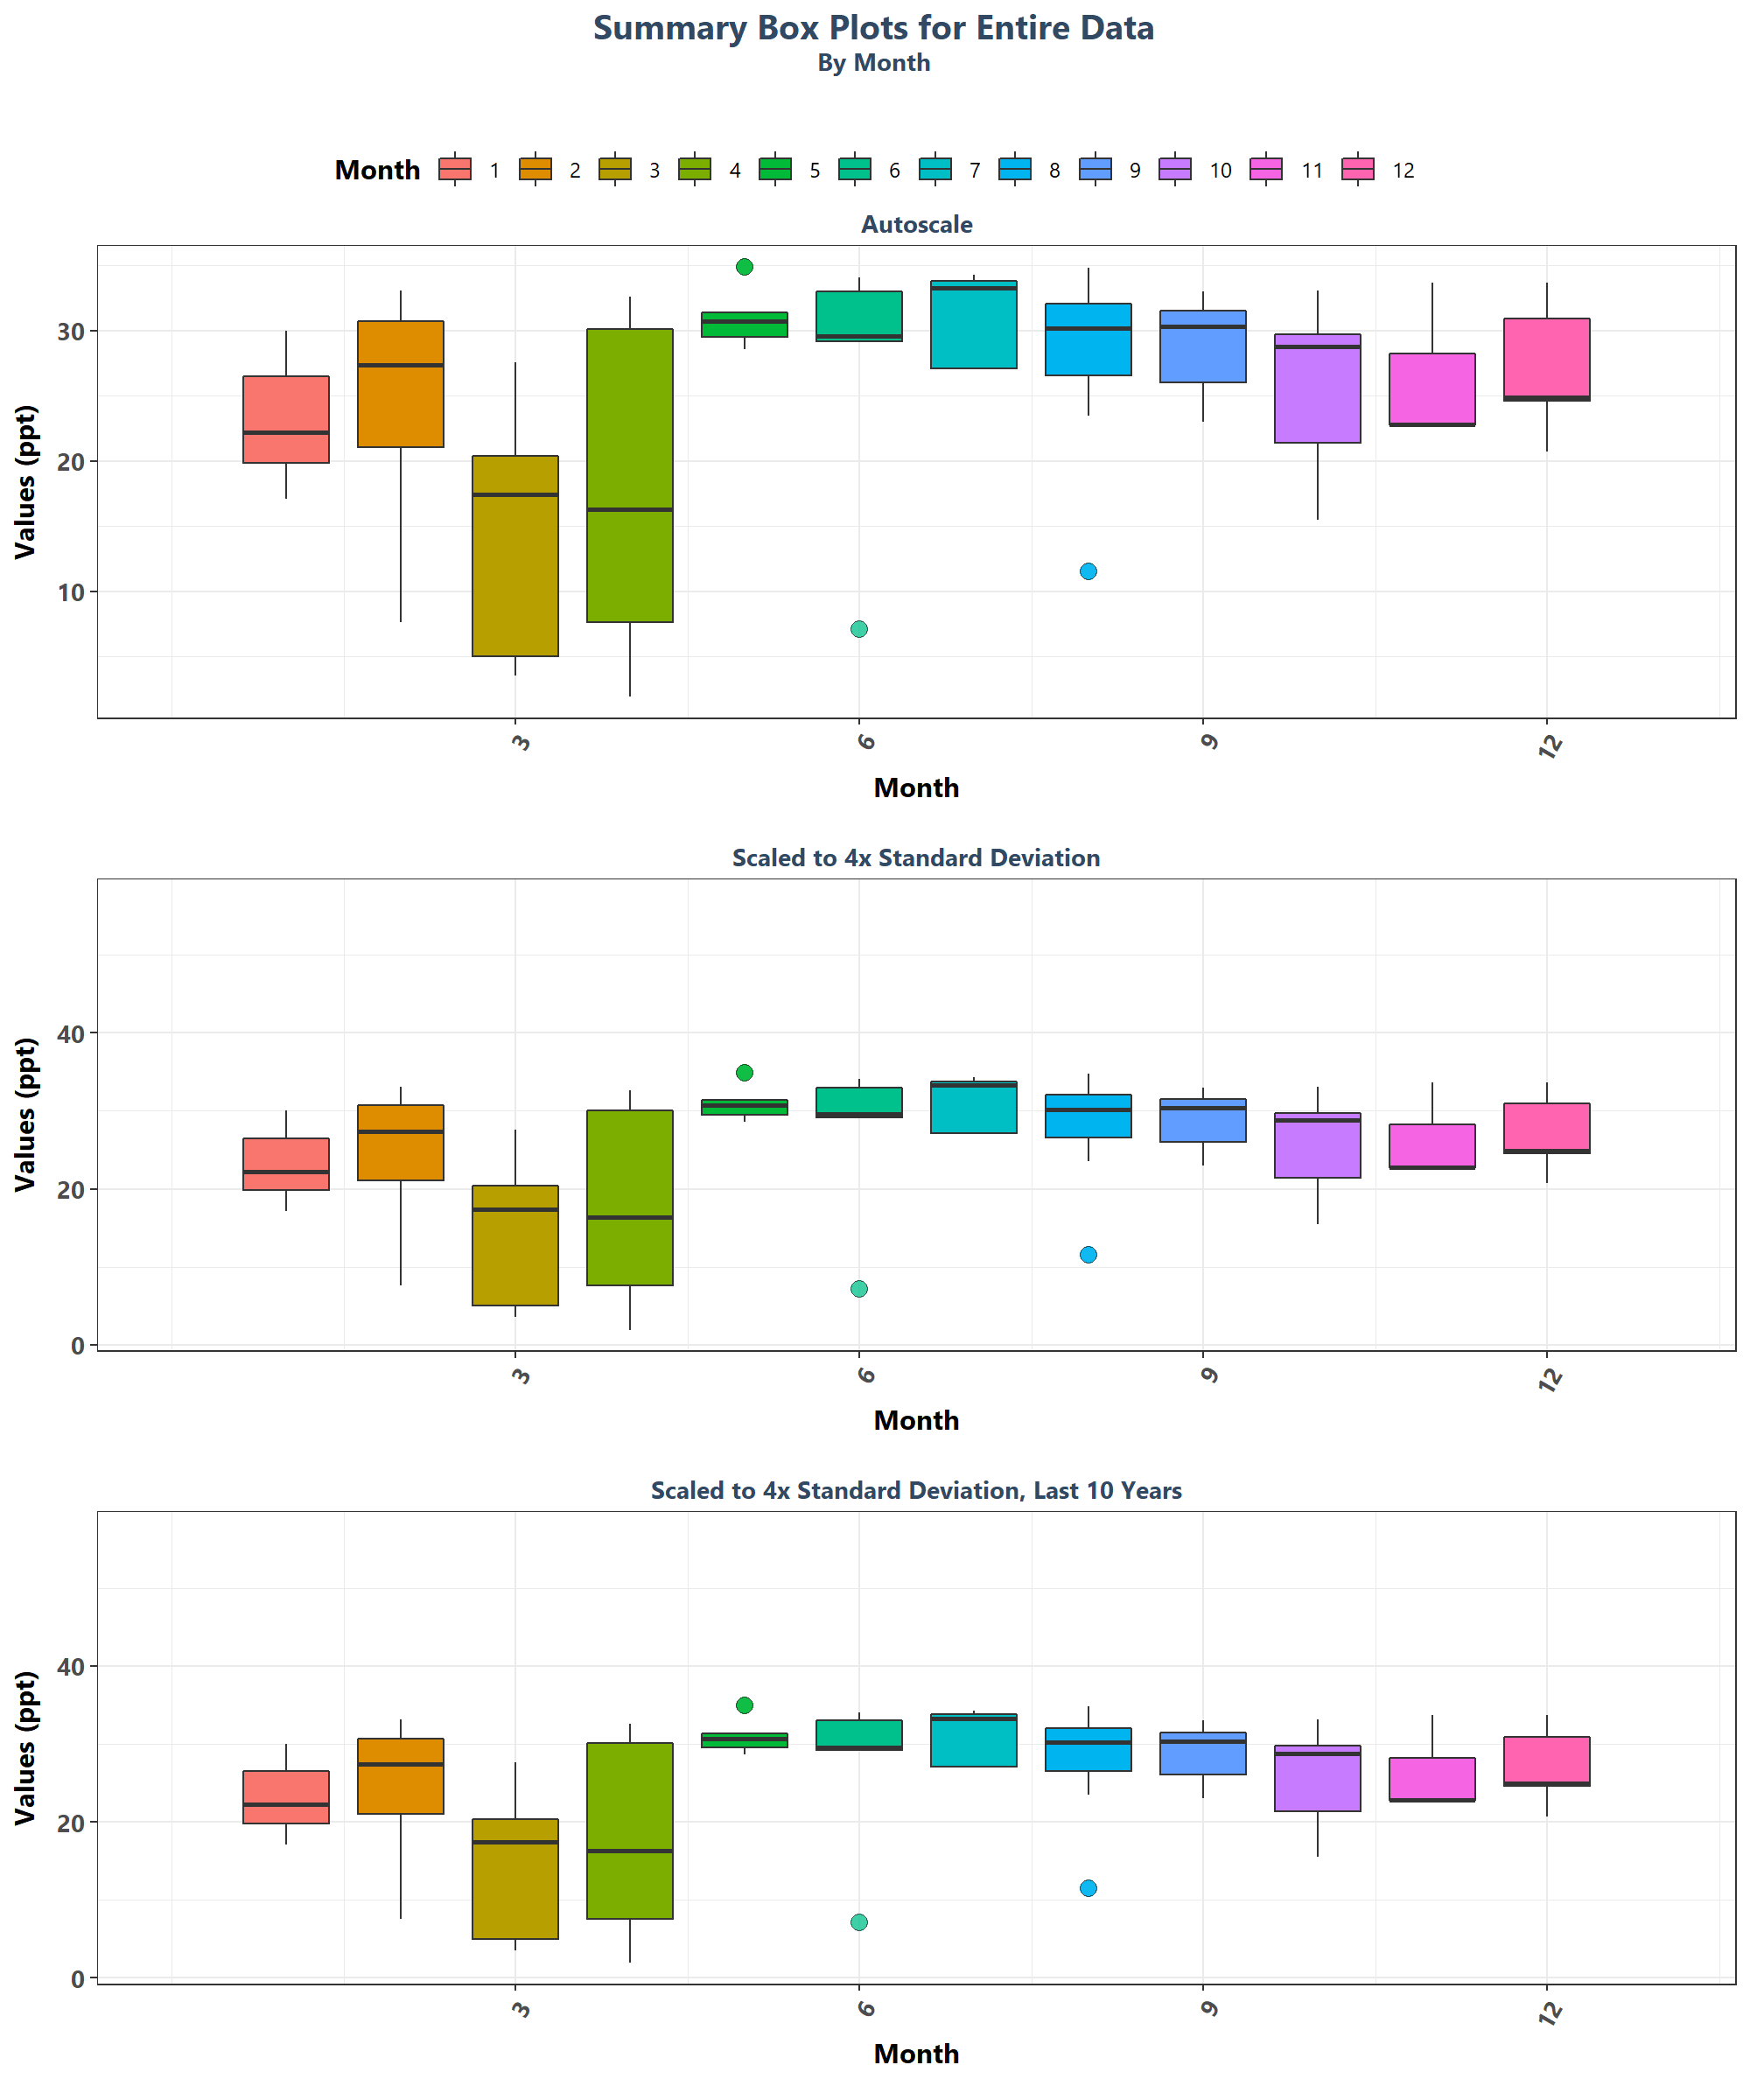 Summary Box Plots for Entire Data
By Month
Month 1 2 3 4 5 6 7 8 9 10 11 12
Autoscale
Values (ppt)
30
20
10
3 6 9 12
Month
Scaled to 4x Standard Deviation
Values (ppt)
40
20
0
3 6 9 12
Month
Scaled to 4x Standard Deviation, Last 10 Years
Values (ppt)
40
20
0
3 6 9 12
Month